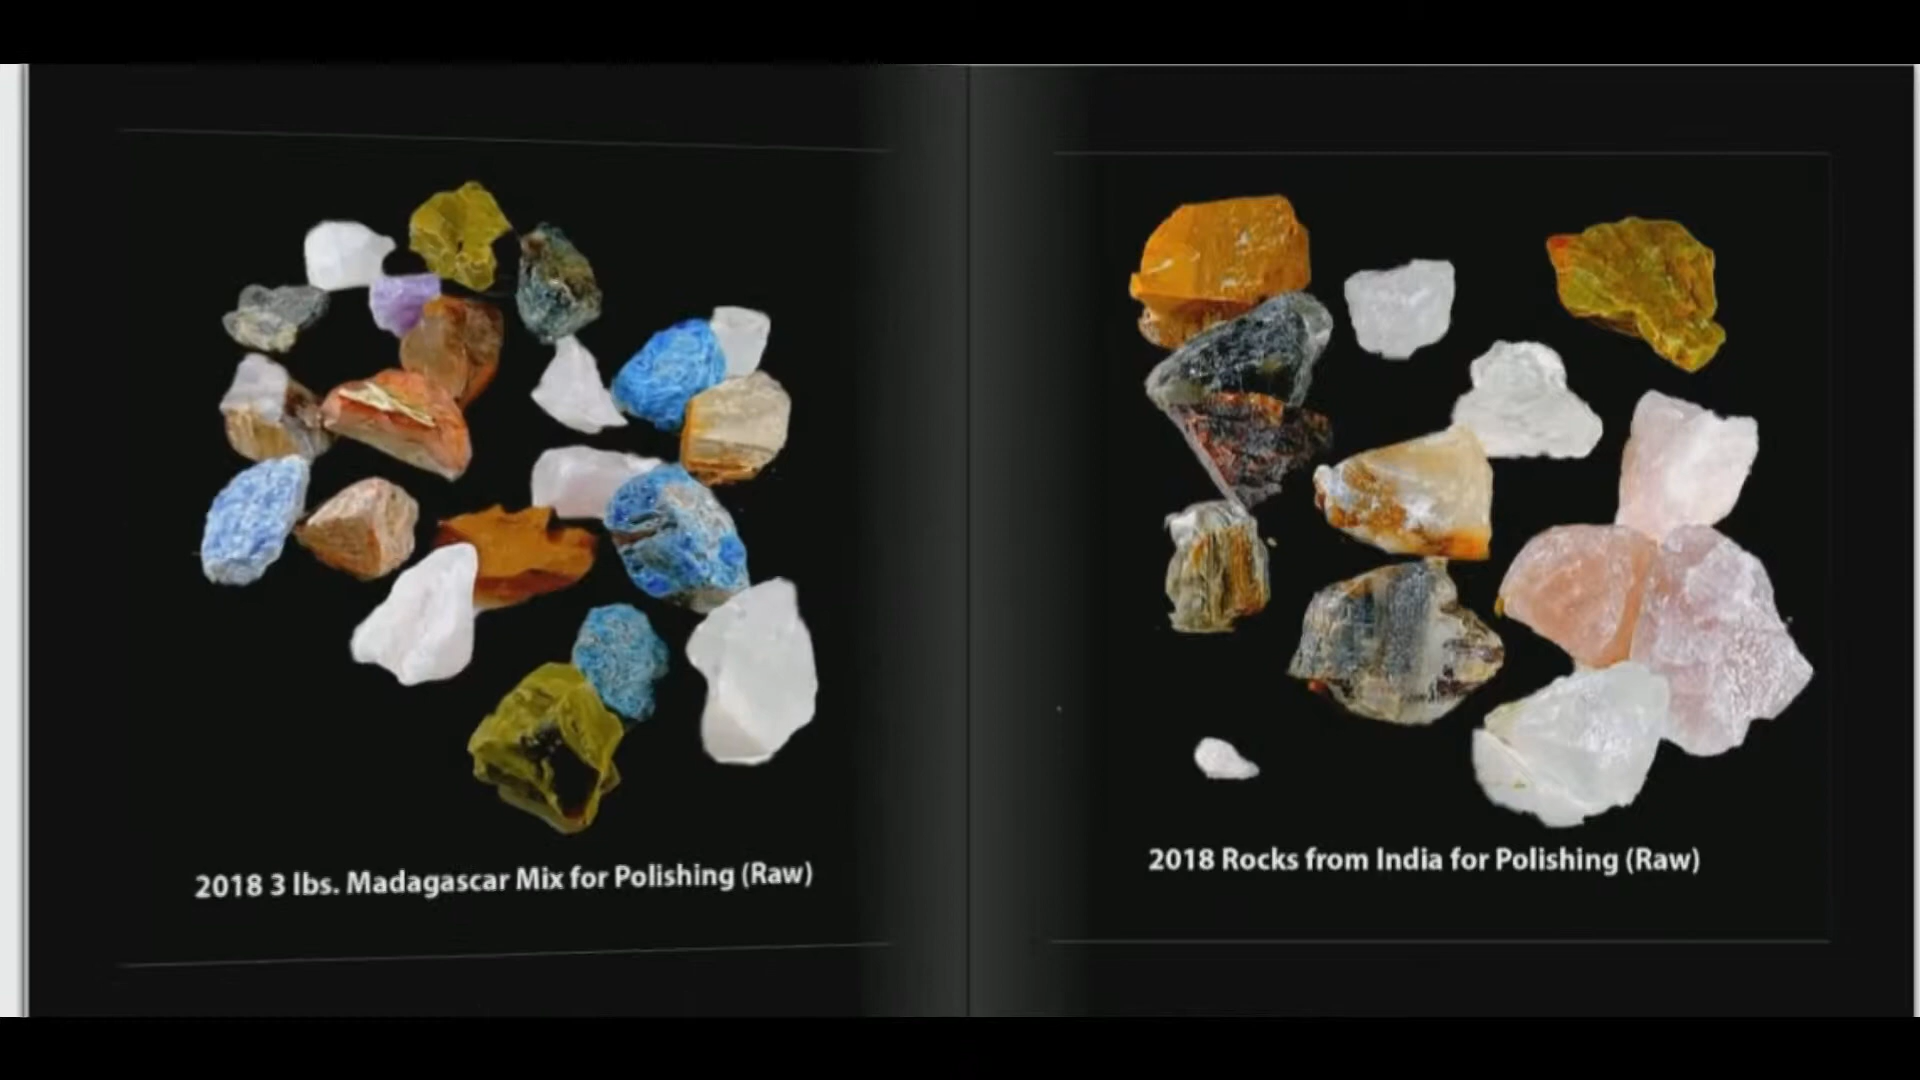 2018 3 lbs. Madagascar Mix for Polishing (Raw)
2018 Rocks from India for Polishing (Raw)